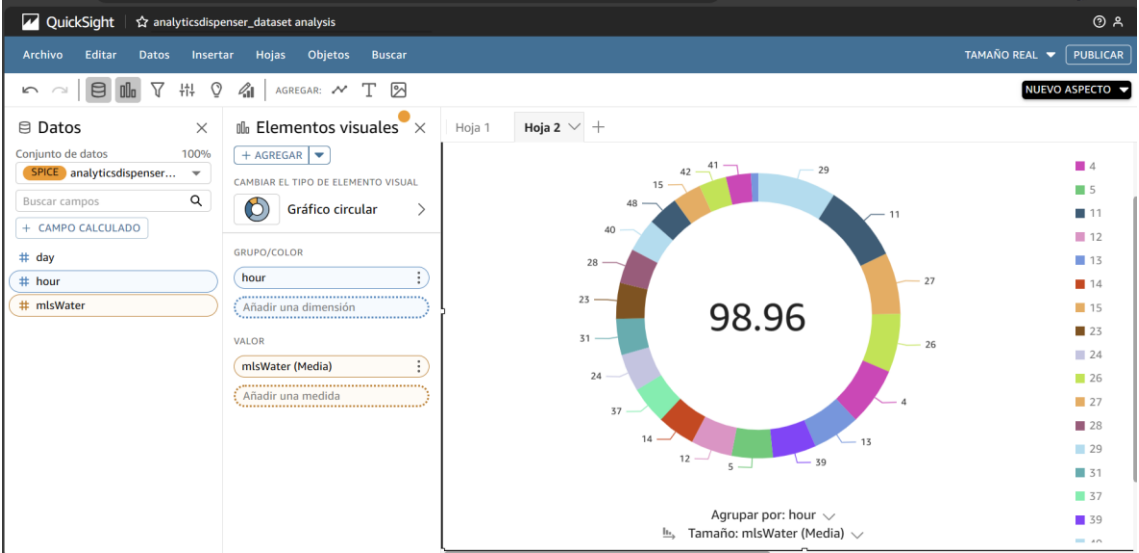 QuickSight
analyticsdispenser_dataset analysis
Archivo Editar Datos Insertar Hojas Objetos Buscar
TAMAÑO REAL
PUBLICAR
AGREGAR:
NUEVO ASPECTO
Datos
Conjunto de datos 100%
SPICE analyticsdispenser...
Buscar campos
+ CAMPO CALCULADO
# day
# hour
# mlsWater
Elementos visuales
+ AGREGAR
CAMBIAR EL TIPO DE ELEMENTO VISUAL
Gráfico circular
GRUPO/COLOR
hour
Añadir una dimensión
VALOR
mlsWater (Media)
Añadir una medida
Hoja 1 Hoja 2 +
29
11
27
26
4
13
39
5
12
14
37
24
31
23
28
40
48
15
42
41
98.96
Agrupar por: hour
Tamaño: mlsWater (Media)
4
5
11
12
13
14
15
23
24
26
27
28
29
31
37
39